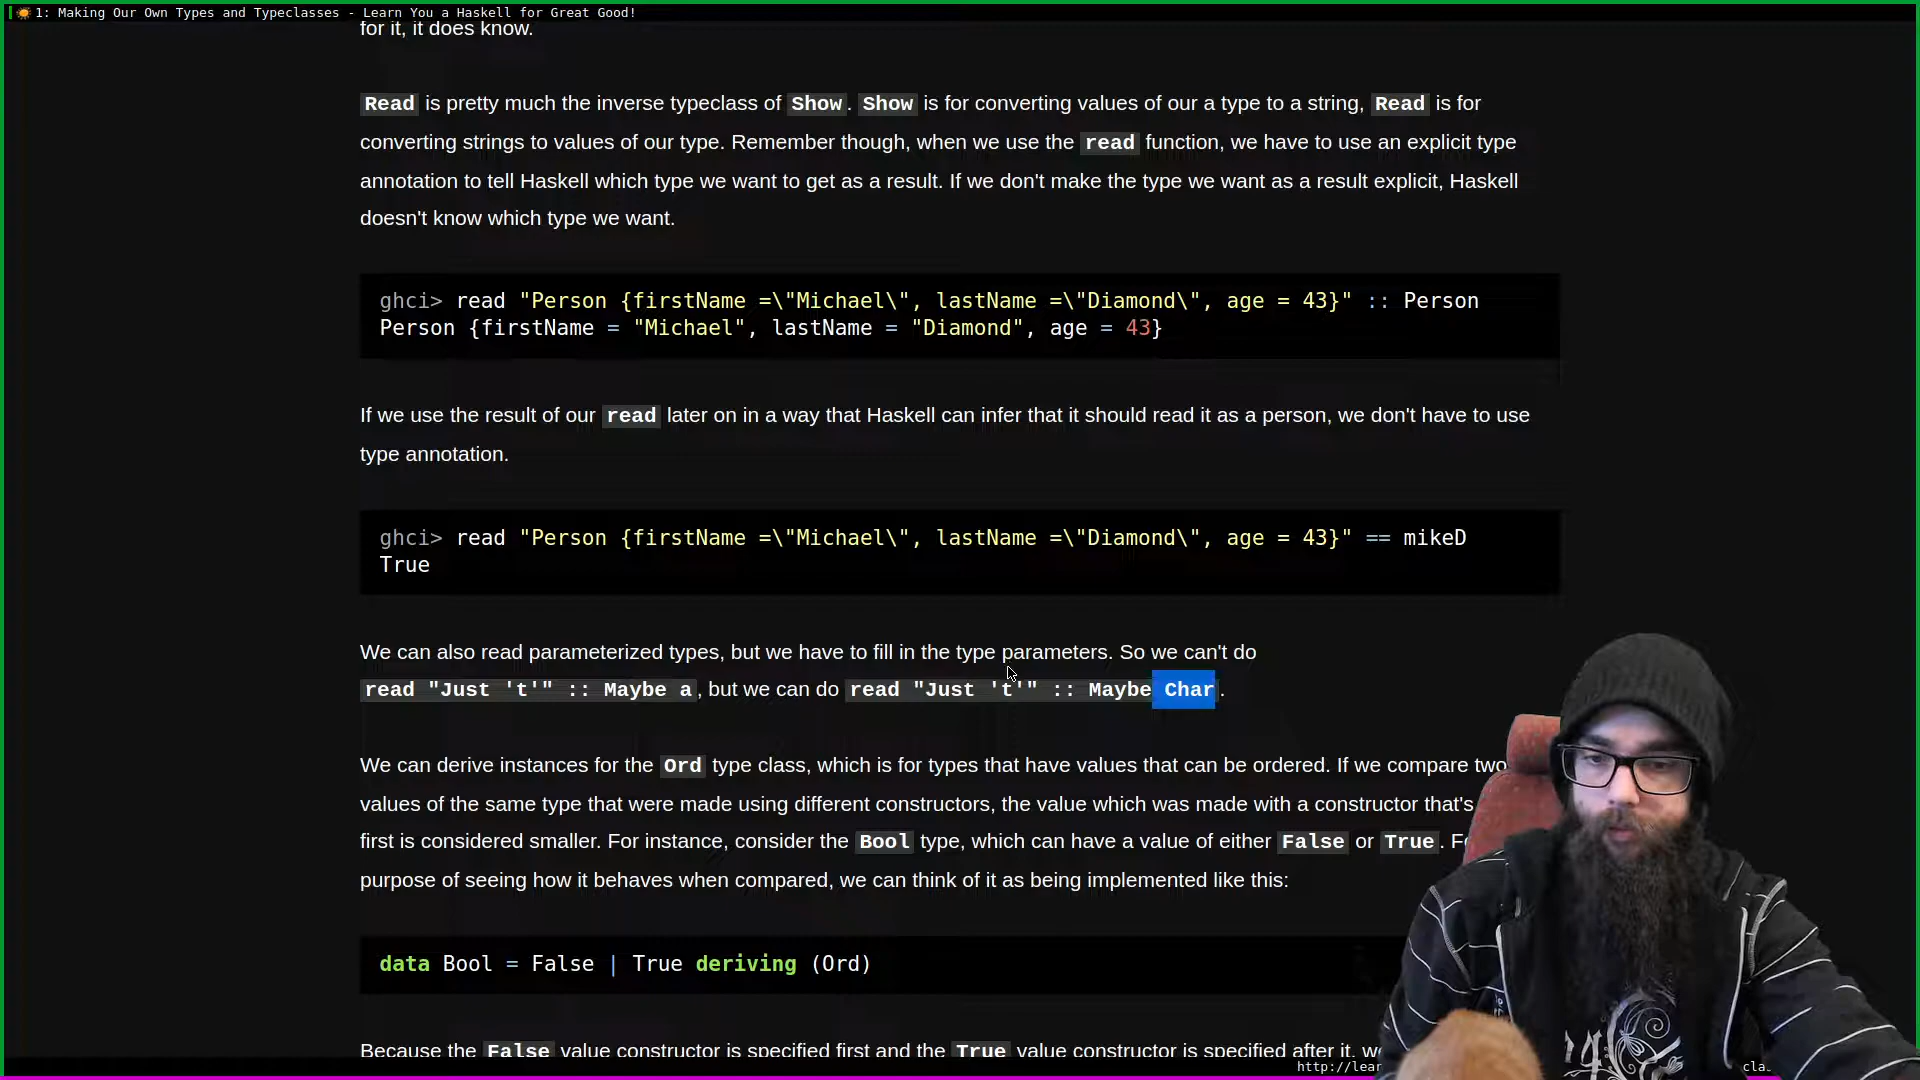 1: Making Our Own Types and Typeclasses - Learn You a Haskell for Great Good!
for it, it does know.
Read is pretty much the inverse typeclass of Show. Show is for converting values of our a type to a string, Read is for
converting strings to values of our type. Remember though, when we use the read function, we have to use an explicit type
annotation to tell Haskell which type we want to get as a result. If we don't make the type we want as a result explicit, Haskell
doesn't know which type we want.
ghci> read "Person {firstName =\"Michael\", lastName =\"Diamond\", age = 43}" :: Person
Person {firstName = "Michael", lastName = "Diamond", age = 43}
If we use the result of our read later on in a way that Haskell can infer that it should read it as a person, we don't have to use
type annotation.
ghci> read "Person {firstName =\"Michael\", lastName =\"Diamond\", age = 43}" == mikeD
True
We can also read parameterized types, but we have to fill in the type parameters. So we can't do
read "Just 't'" :: Maybe a, but we can do read "Just 't'" :: Maybe Char.
We can derive instances for the Ord type class, which is for types that have values that can be ordered. If we compare two
values of the same type that were made using different constructors, the value which was made with a constructor that's
first is considered smaller. For instance, consider the Bool type, which can have a value of either False or True.
purpose of seeing how it behaves when compared, we can think of it as being implemented like this:
data Bool = False | True deriving (Ord)
Because the False value constructor is specified first and the True value constructor is specified after it,
http://lear